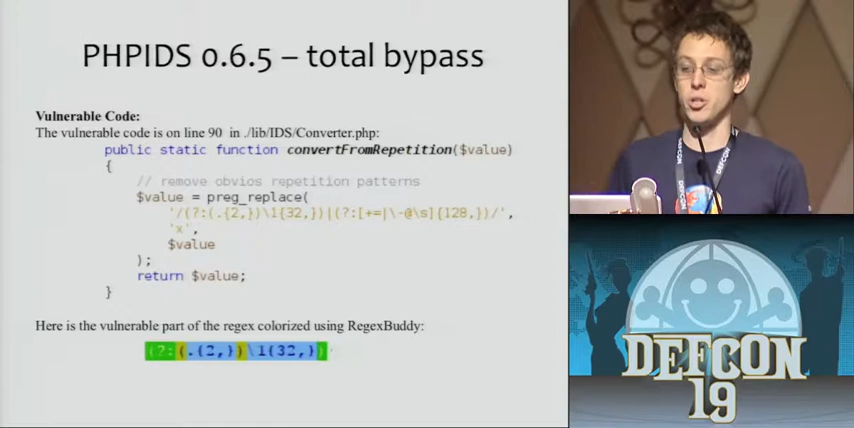 PHPIDS 0.6.5 – total bypass
Vulnerable Code:
The vulnerable code is on line 90 in ./lib/IDS/Converter.php:
public static function convertFromRepetition($value)
{
// remove obvios repetition patterns
$value = preg_replace(
'/(?:(.{2,})\1{32,})|(?:[+=|\-@\s]{128,})/',
'x',
$value
);
return $value;
}
Here is the vulnerable part of the regex colorized using RegexBuddy:
(?:(.{2,})\1{32,})
DEFCON
DEFCON
DEFCON
19